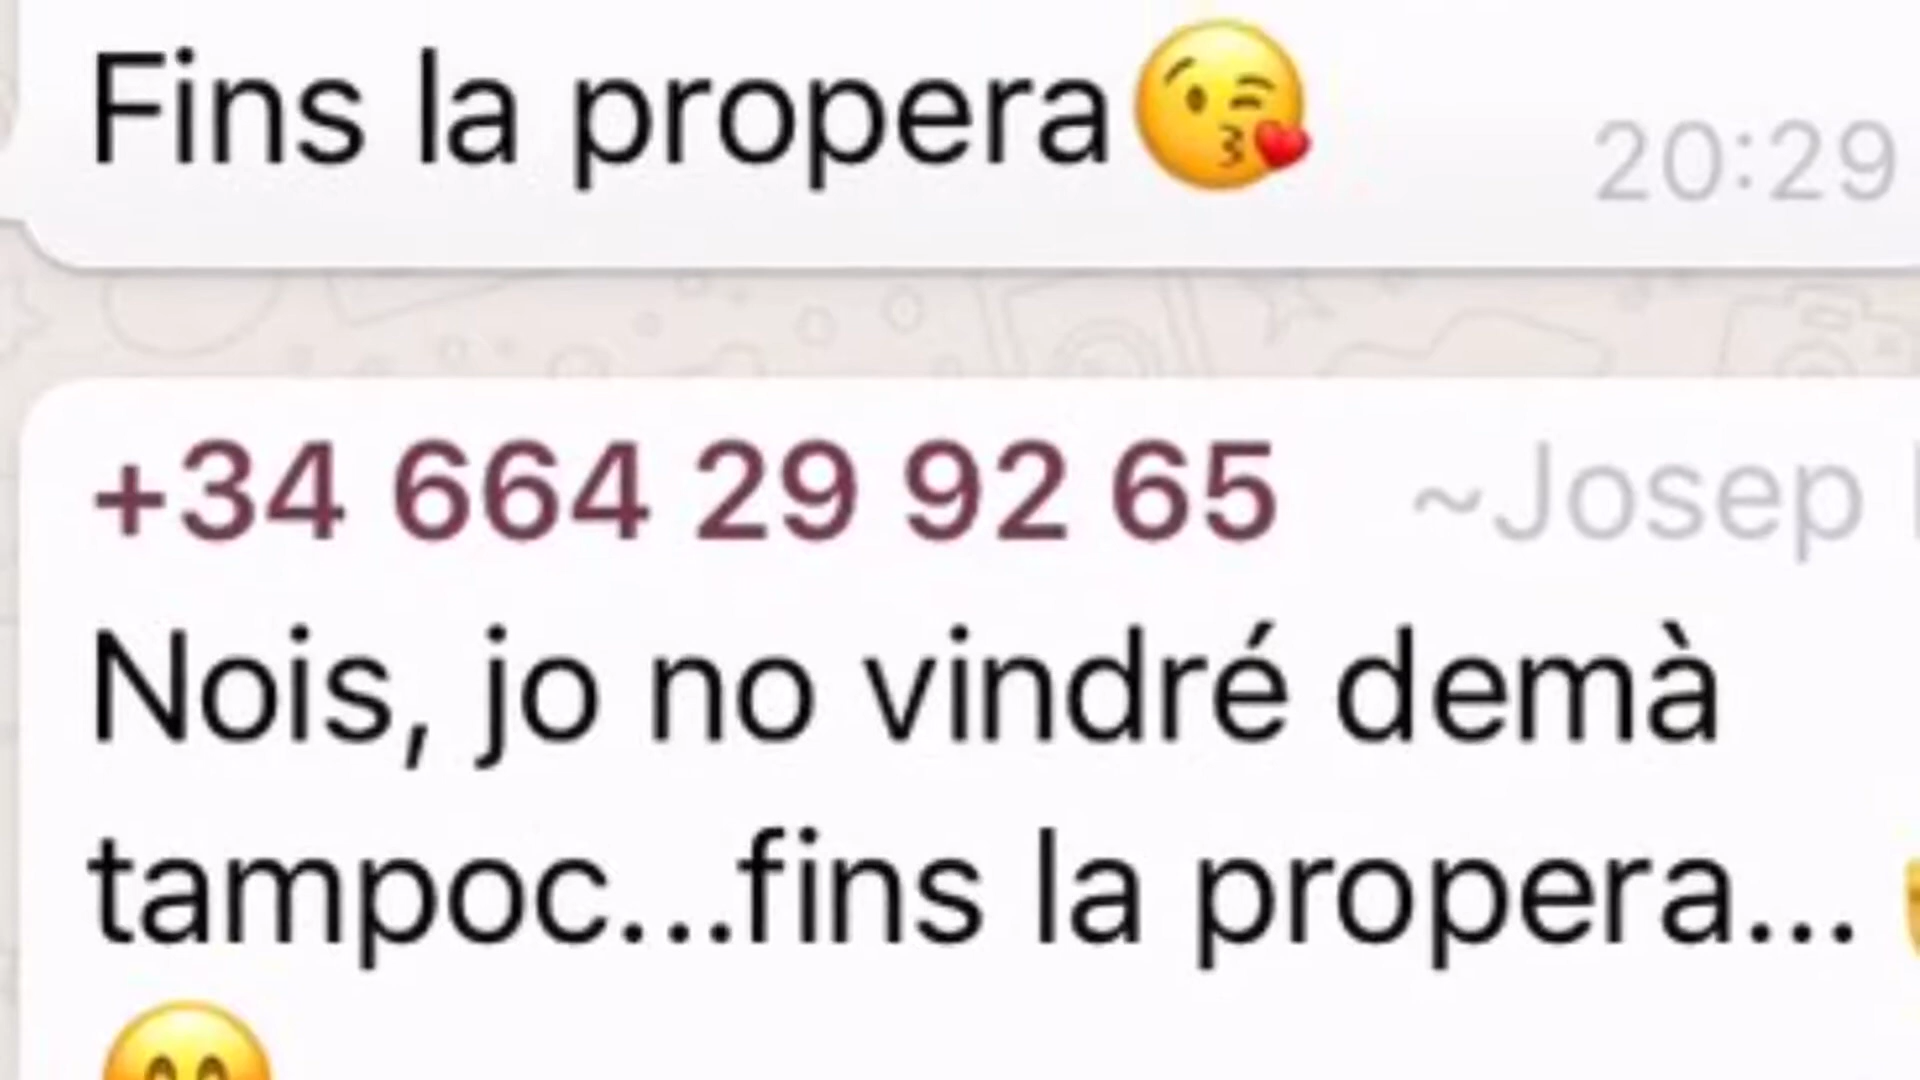 Fins la propera😘
20:29
+34 664 29 92 65 ~Josep
Nois, jo no vindré demà
tampoc...fins la propera...